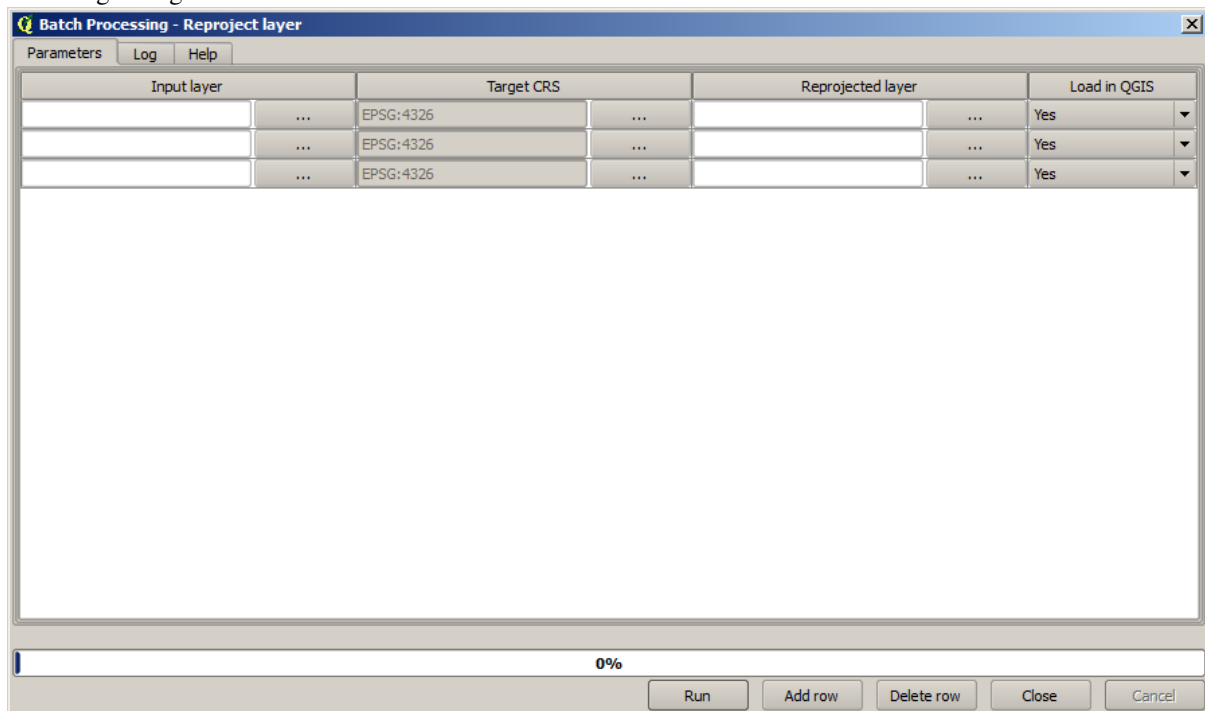 Batch Processing - Reproject layer
Parameters Log Help
Input layer Target CRS Reprojected layer Load in QGIS
... EPSG:4326 ... ... Yes
... EPSG:4326 ... ... Yes
... EPSG:4326 ... ... Yes
0%
Run Add row Delete row Close Cancel